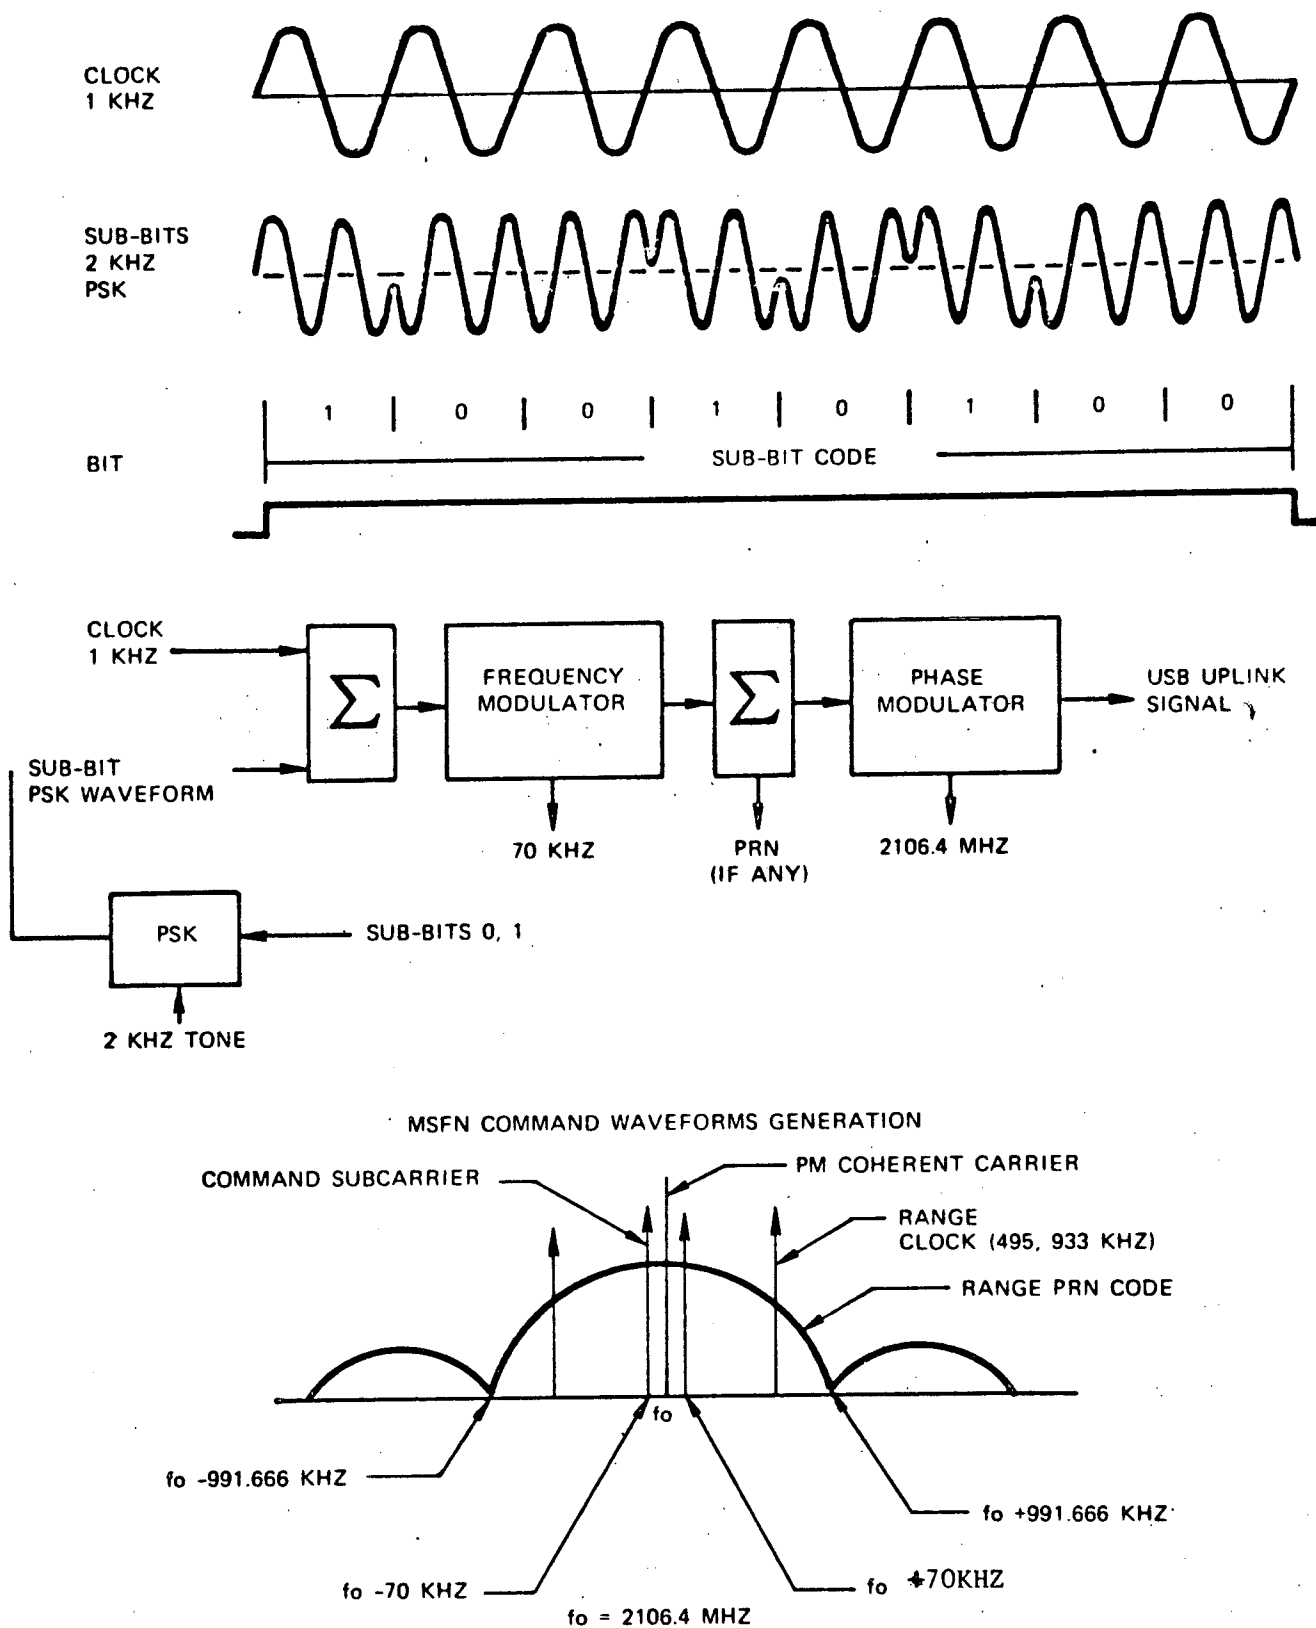 CLOCK
1 KHZ
SUB-BITS
2 KHZ
PSK
1 | 0 | 0 | 1 | 0 | 1 | 0 | 0
BIT
SUB-BIT CODE
CLOCK
1 KHZ
Σ
FREQUENCY
MODULATOR
Σ
PHASE
MODULATOR
USB UPLINK
SIGNAL
SUB-BIT
PSK WAVEFORM
70 KHZ
PRN
(IF ANY)
2106.4 MHZ
PSK
SUB-BITS 0, 1
2 KHZ TONE
MSFN COMMAND WAVEFORMS GENERATION
COMMAND SUBCARRIER
PM COHERENT CARRIER
RANGE
CLOCK (495, 933 KHZ)
RANGE PRN CODE
fo
fo -991.666 KHZ
fo +991.666 KHZ
fo -70 KHZ
fo +70KHZ
fo = 2106.4 MHZ